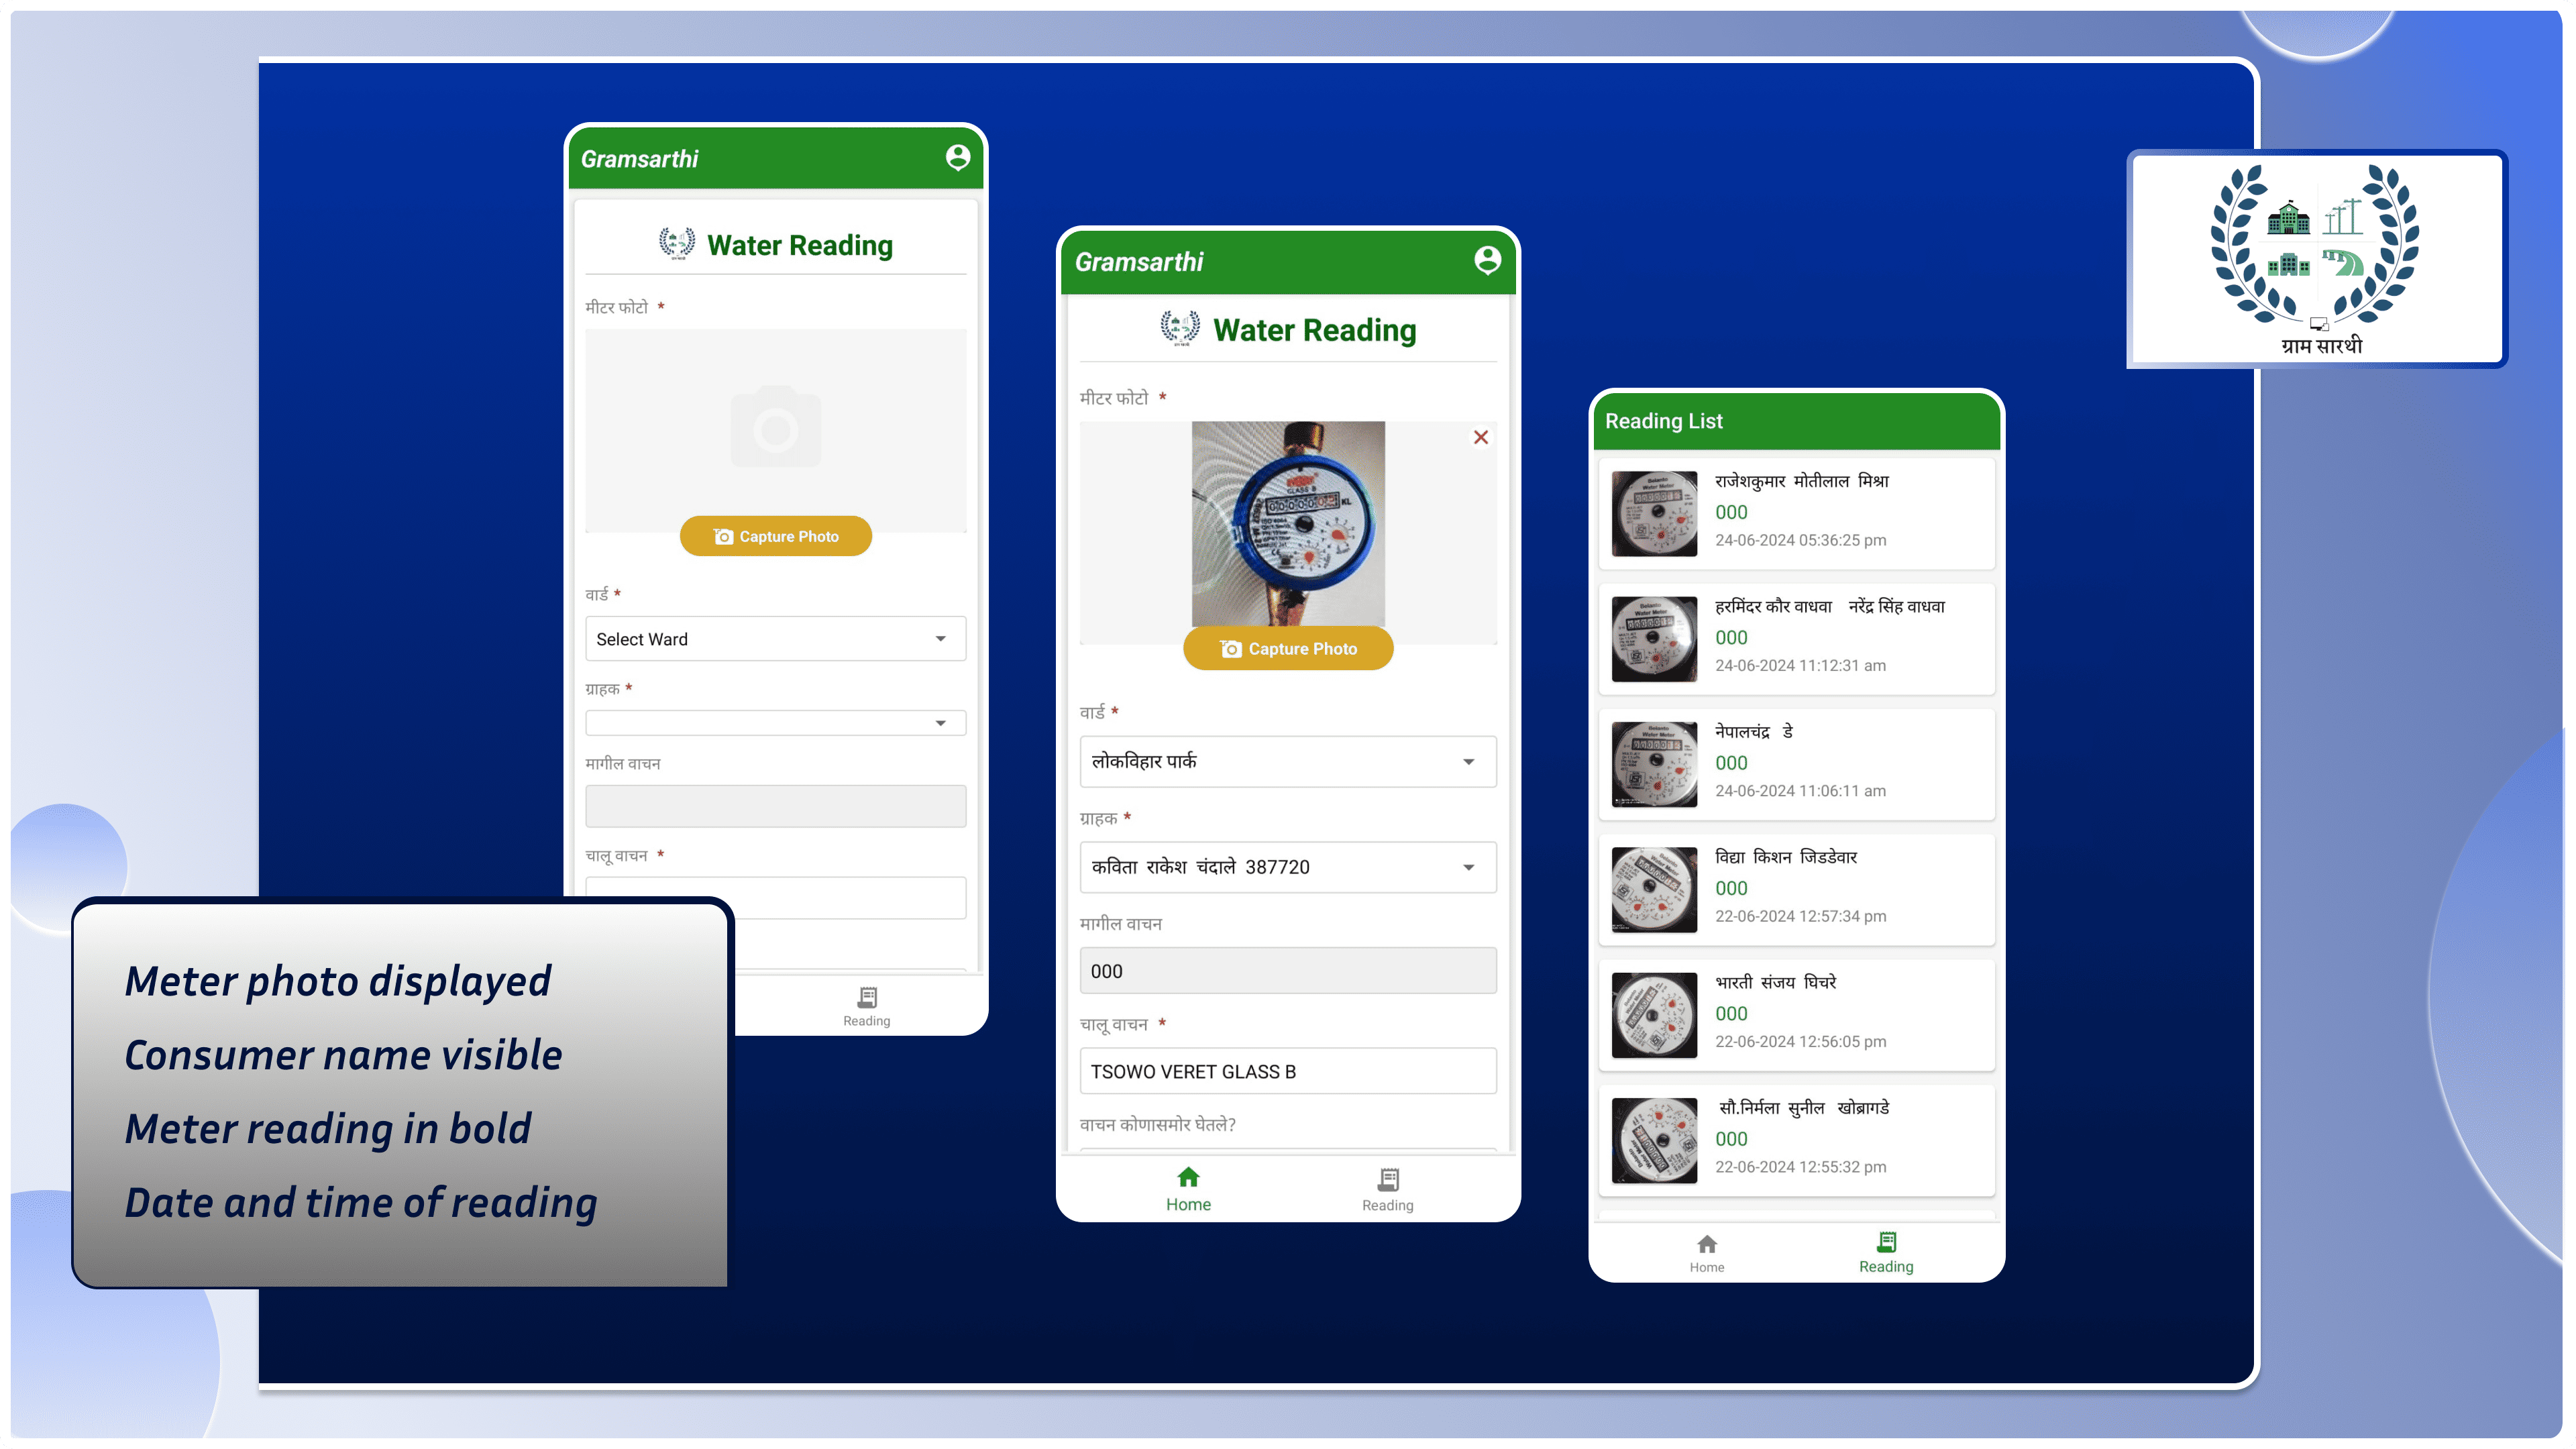 Gramsarthi
Water Reading
मीटर फोटो *
Capture Photo
वार्ड *
Select Ward
ग्राहक *
मागील वाचन
चालू वाचन *
Reading
Gramsarthi
Water Reading
मीटर फोटो *
GLASS B
KL
Capture Photo
वार्ड *
लोकविहार पार्क
ग्राहक *
कविता राकेश चंदाले 387720
मागील वाचन
000
चालू वाचन *
TSOWO VERET GLASS B
वाचन कोणासमोर घेतले?
Home
Reading
Reading List
राजेशकुमार मोतीलाल मिश्रा
000
24-06-2024 05:36:25 pm
हरमिंदर कौर वाधवा नरेंद्र सिंह वाधवा
000
24-06-2024 11:12:31 am
नेपालचंद्र डे
000
24-06-2024 11:06:11 am
विद्या किशन जिडडेवार
000
22-06-2024 12:57:34 pm
भारती संजय घिचरे
000
22-06-2024 12:56:05 pm
सौ.निर्मला सुनील खोब्रागडे
000
22-06-2024 12:55:32 pm
Home
Reading
ग्राम सारथी
Meter photo displayed
Consumer name visible
Meter reading in bold
Date and time of reading